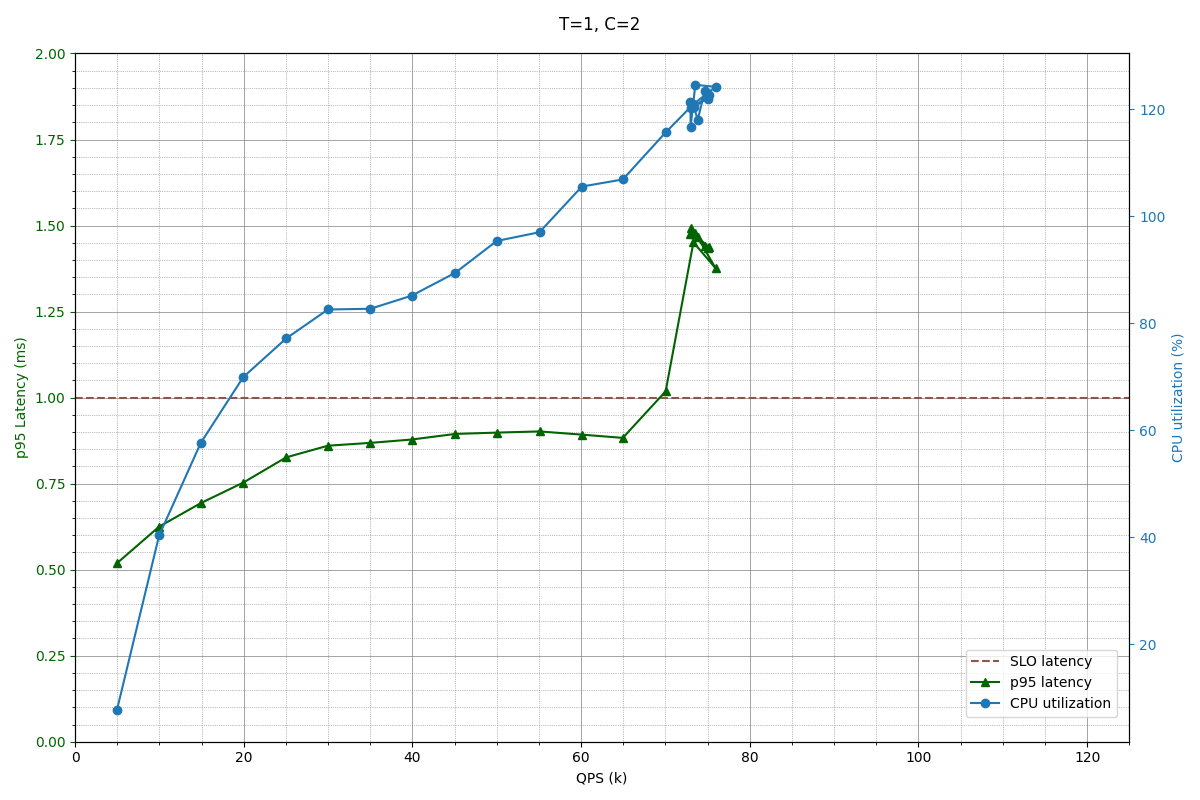 T=1, C=2
2.00
1.75
1.50
1.25
1.00
0.75
0.50
0.25
0.00
p95 Latency (ms)
120
100
80
60
40
20
CPU utilization (%)
SLO latency
p95 latency
CPU utilization
0 20 40 60 80 100 120
QPS (k)